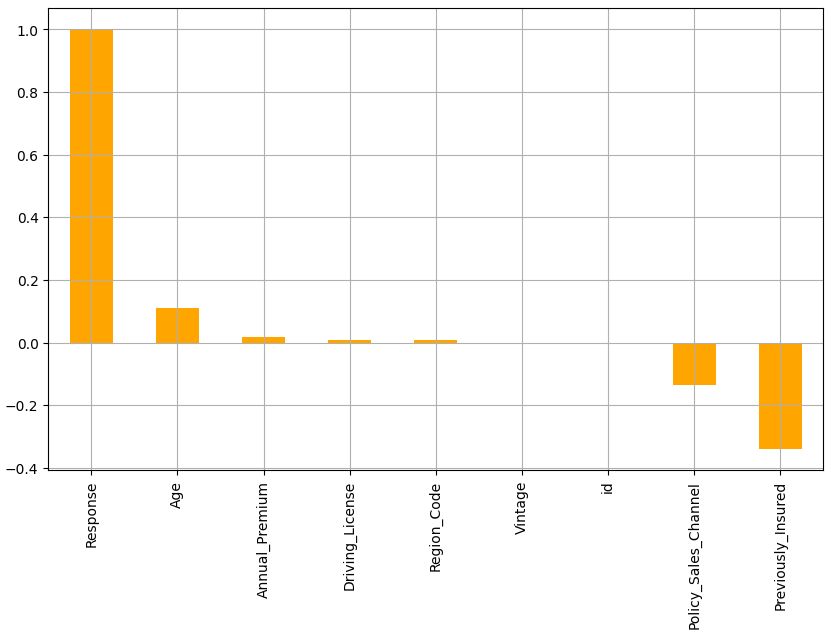 1.0
0.8
0.6
0.4
0.2
0.0
−0.2
−0.4
Response
Age
Annual_Premium
Driving_License
Region_Code
Vintage
id
Policy_Sales_Channel
Previously_Insured